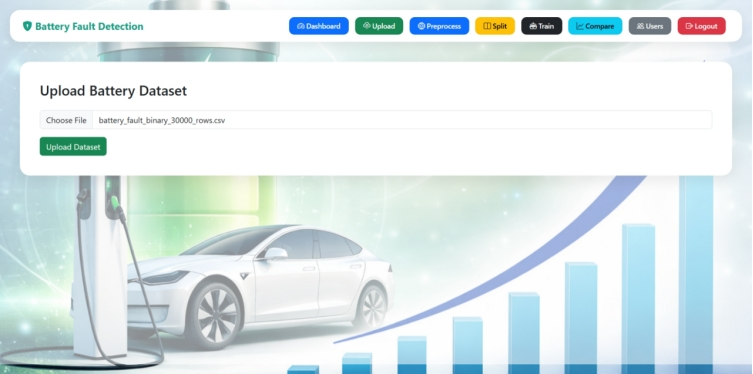 Battery Fault Detection
Dashboard Upload Preprocess Split Train Compare Users Logout
Upload Battery Dataset
Choose File battery_fault_binary_30000_rows.csv
Upload Dataset